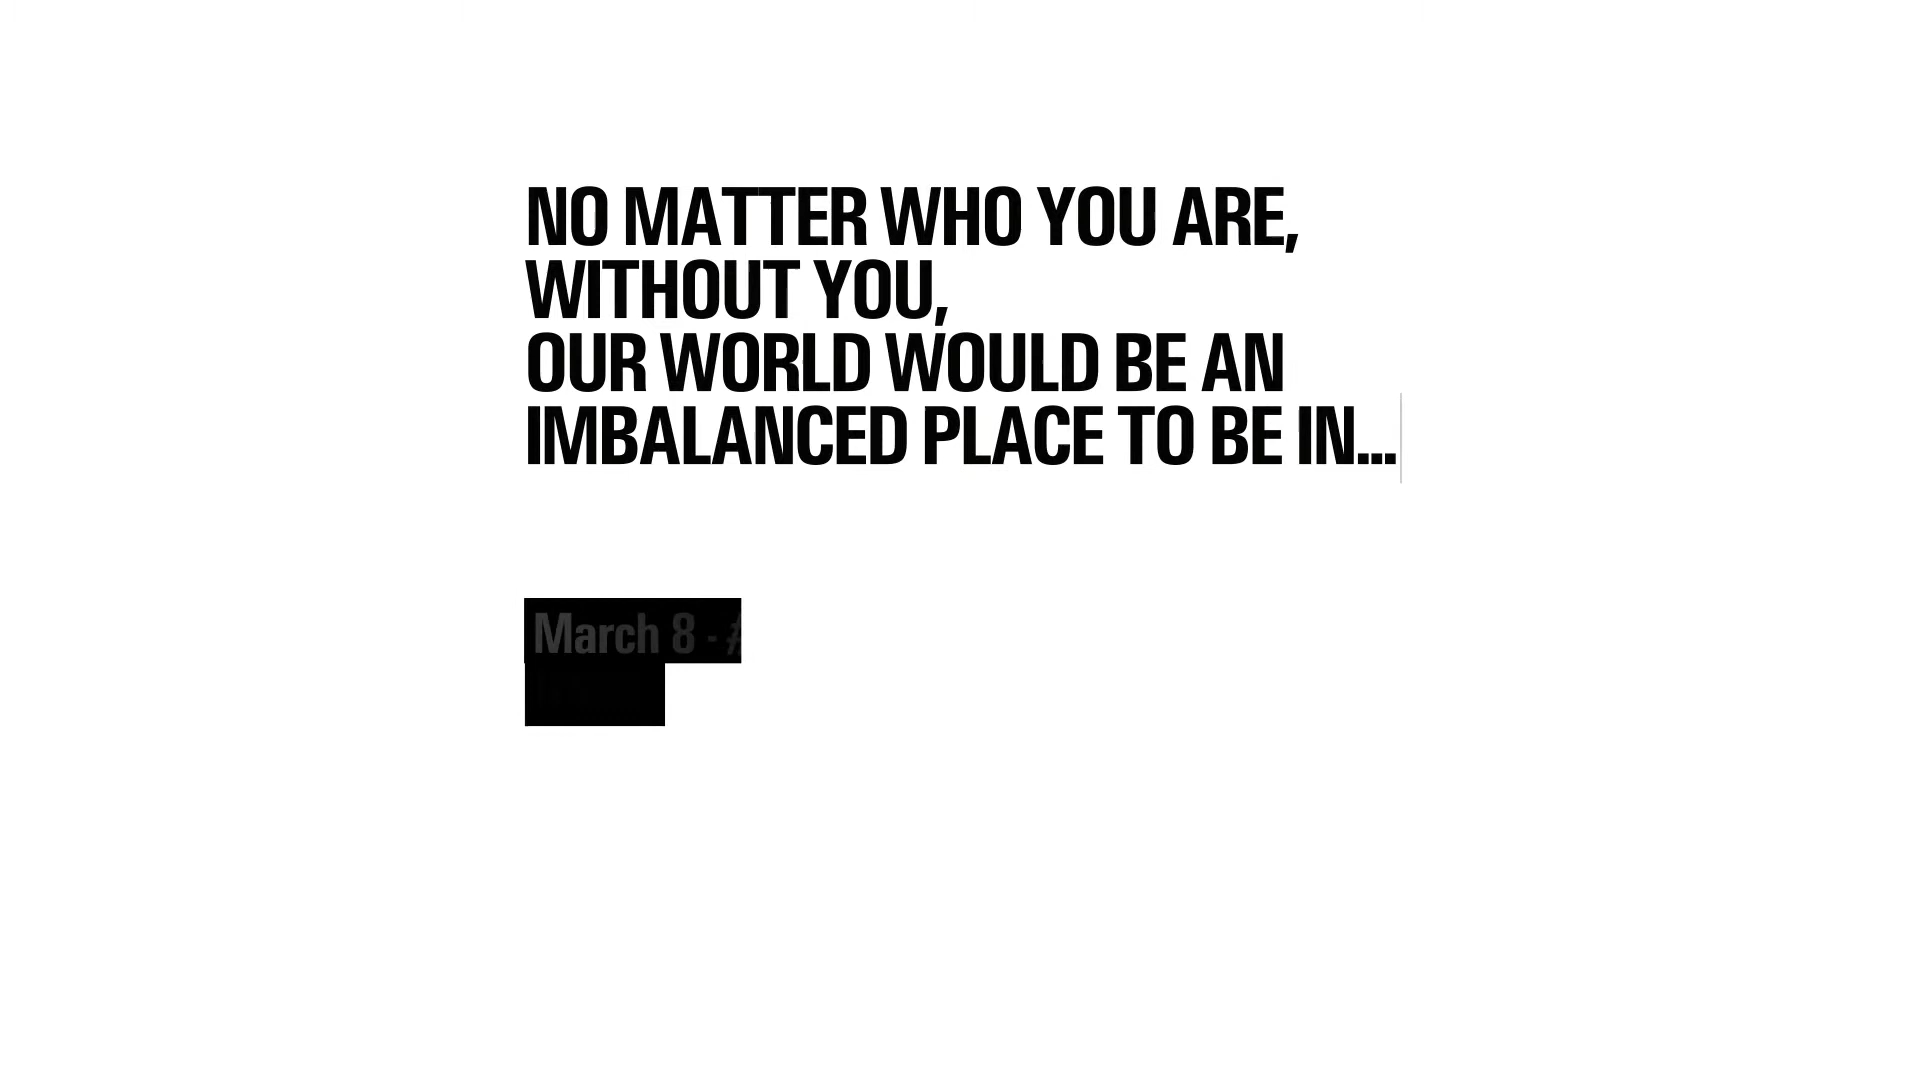 NO MATTER WHO YOU ARE,
WITHOUT YOU,
OUR WORLD WOULD BE AN
IMBALANCED PLACE TO BE IN...
March 8 - #